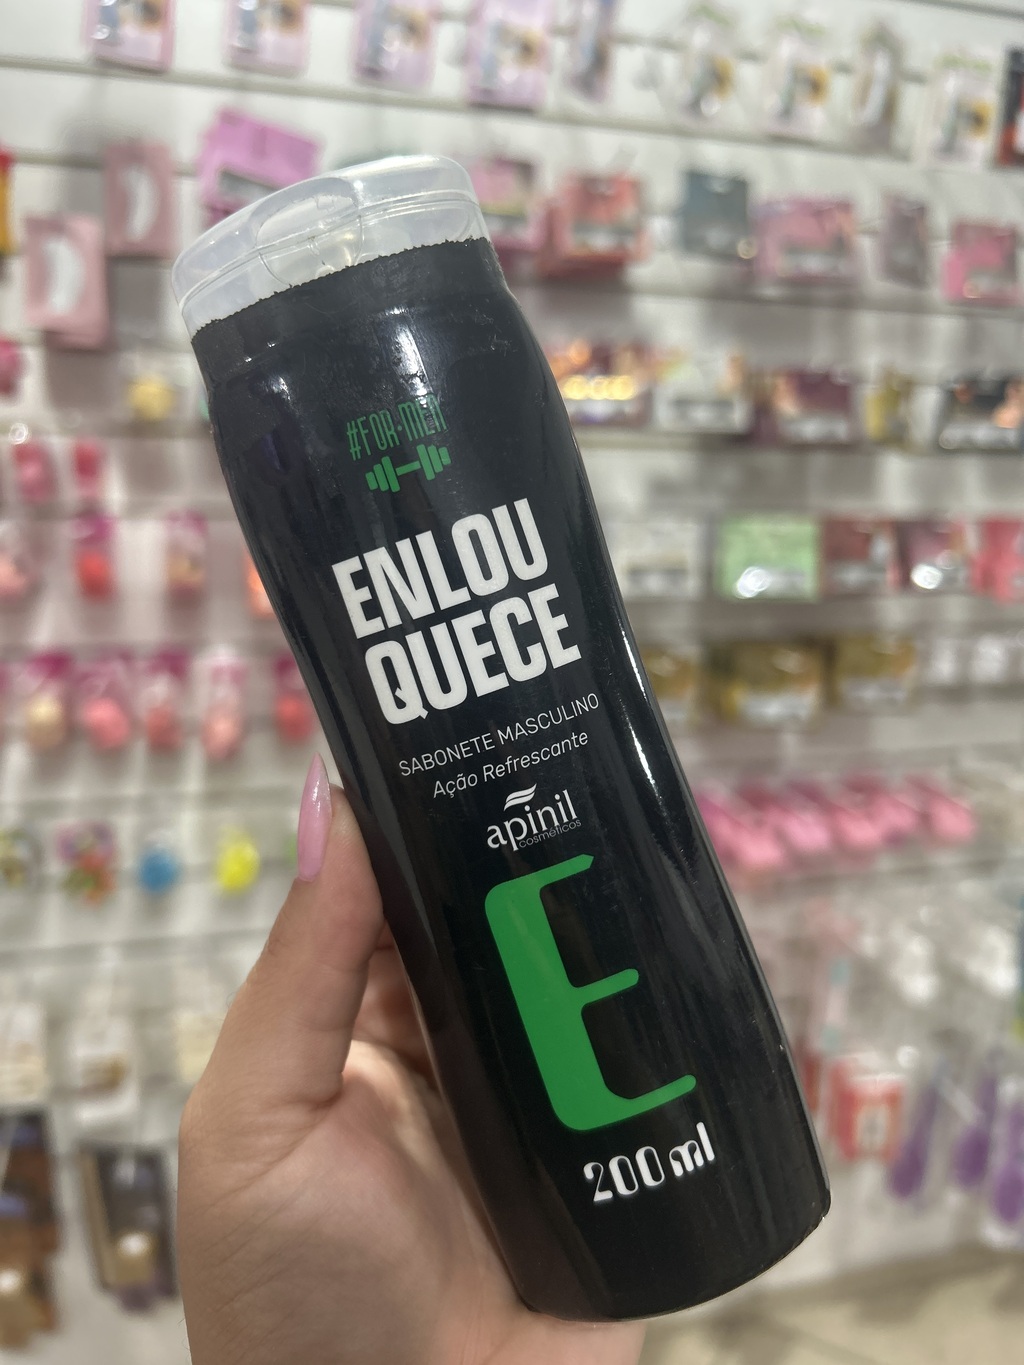 #FOR·MEN
ENLOU
QUECE
SABONETE MASCULINO
Ação Refrescante
apinil
cosméticos
E
200 ml